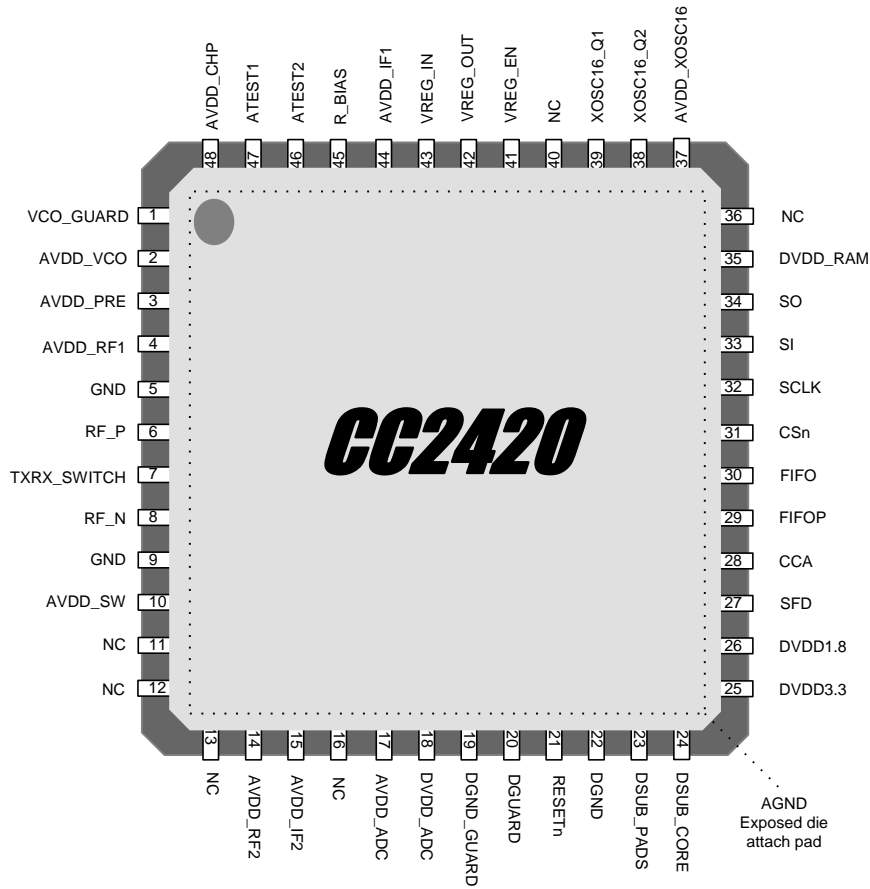 AVDD_CHP
ATEST1
ATEST2
R_BIAS
AVDD_IF1
VREG_IN
VREG_OUT
VREG_EN
NC
XOSC16_Q1
XOSC16_Q2
AVDD_XOSC16
48
47
46
45
44
43
42
41
40
39
38
37
VCO_GUARD 1
AVDD_VCO 2
AVDD_PRE 3
AVDD_RF1 4
GND 5
RF_P 6
TXRX_SWITCH 7
RF_N 8
GND 9
AVDD_SW 10
NC 11
NC 12
CC2420
36 NC
35 DVDD_RAM
34 SO
33 SI
32 SCLK
31 CSn
30 FIFO
29 FIFOP
28 CCA
27 SFD
26 DVDD1.8
25 DVDD3.3
13
14
15
16
17
18
19
20
21
22
23
24
NC
AVDD_RF2
AVDD_IF2
NC
AVDD_ADC
DVDD_ADC
DGND_GUARD
DGUARD
RESETn
DGND
DSUB_PADS
DSUB_CORE
AGND
Exposed die
attach pad